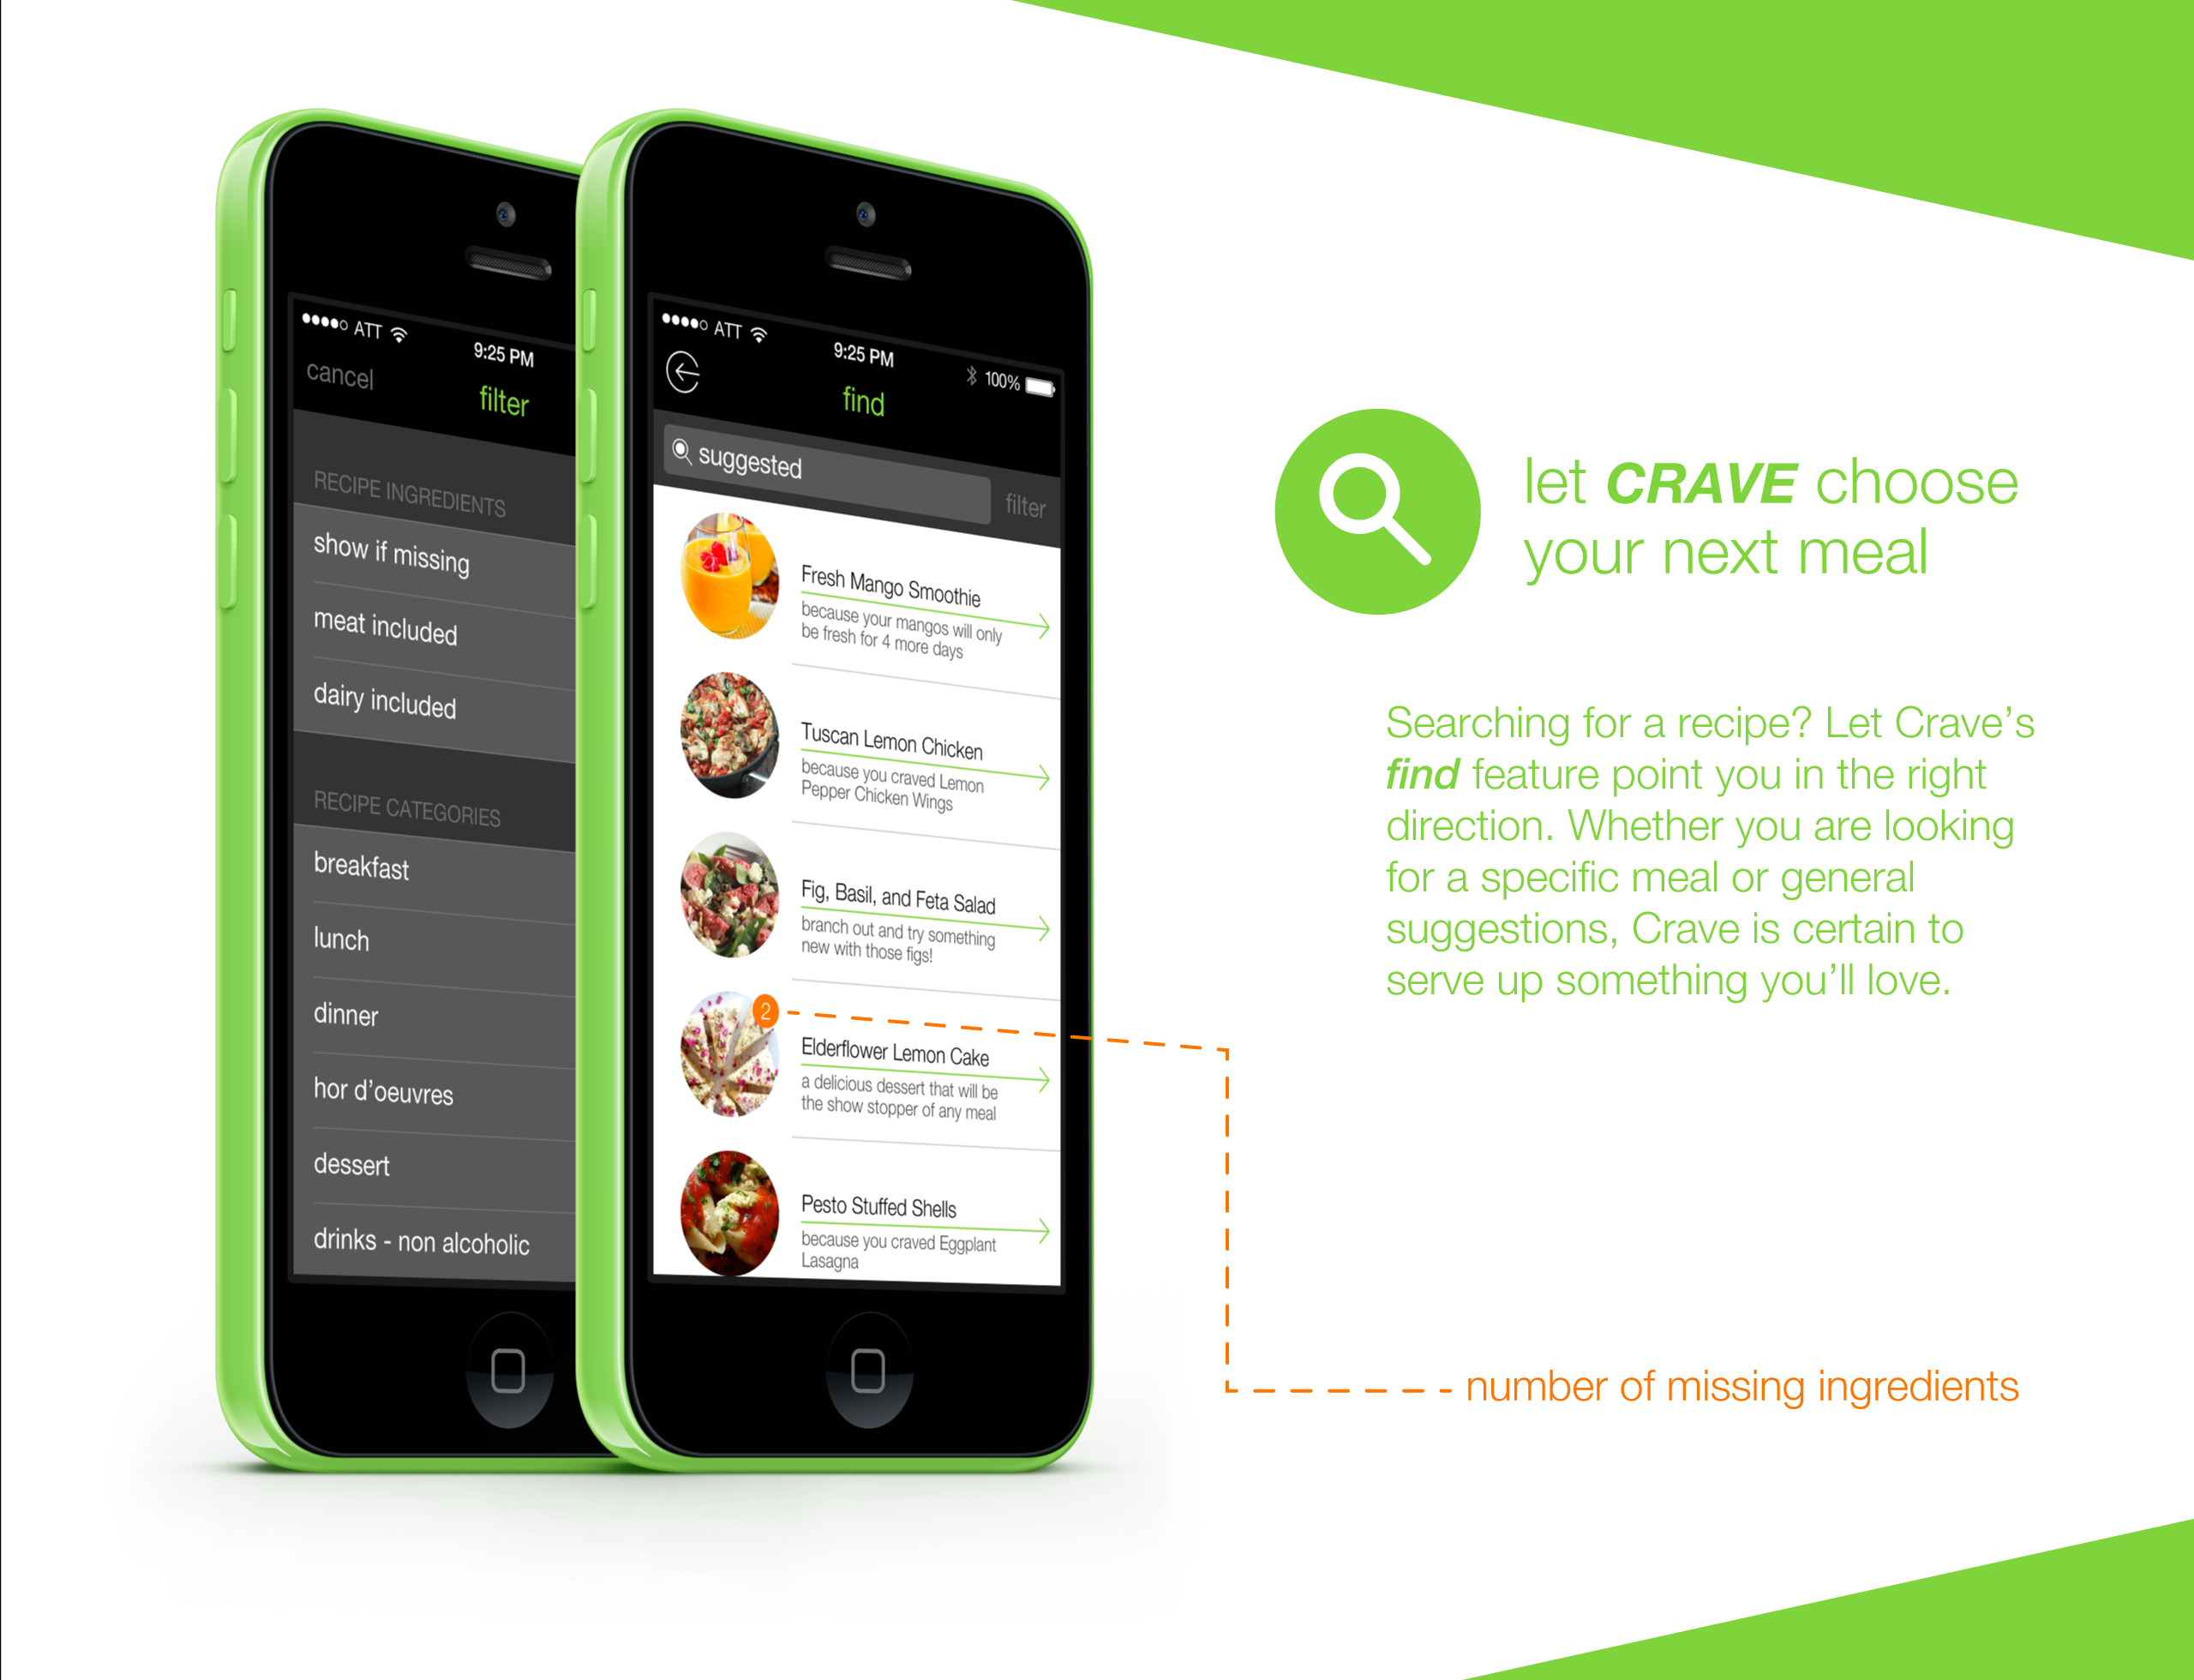 ATT
9:25 PM
cancel
filter
RECIPE INGREDIENTS
show if missing
meat included
dairy included
RECIPE CATEGORIES
breakfast
lunch
dinner
hor d’oeuvres
dessert
drinks - non alcoholic
ATT
9:25 PM
100%
find
suggested
filter
Fresh Mango Smoothie
because your mangos will only
be fresh for 4 more days
Tuscan Lemon Chicken
because you craved Lemon
Pepper Chicken Wings
Fig, Basil, and Feta Salad
branch out and try something
new with those figs!
2
Elderflower Lemon Cake
a delicious dessert that will be
the show stopper of any meal
Pesto Stuffed Shells
because you craved Eggplant
Lasagna
let CRAVE choose
your next meal
Searching for a recipe? Let Crave’s
find feature point you in the right
direction. Whether you are looking
for a specific meal or general
suggestions, Crave is certain to
serve up something you’ll love.
number of missing ingredients